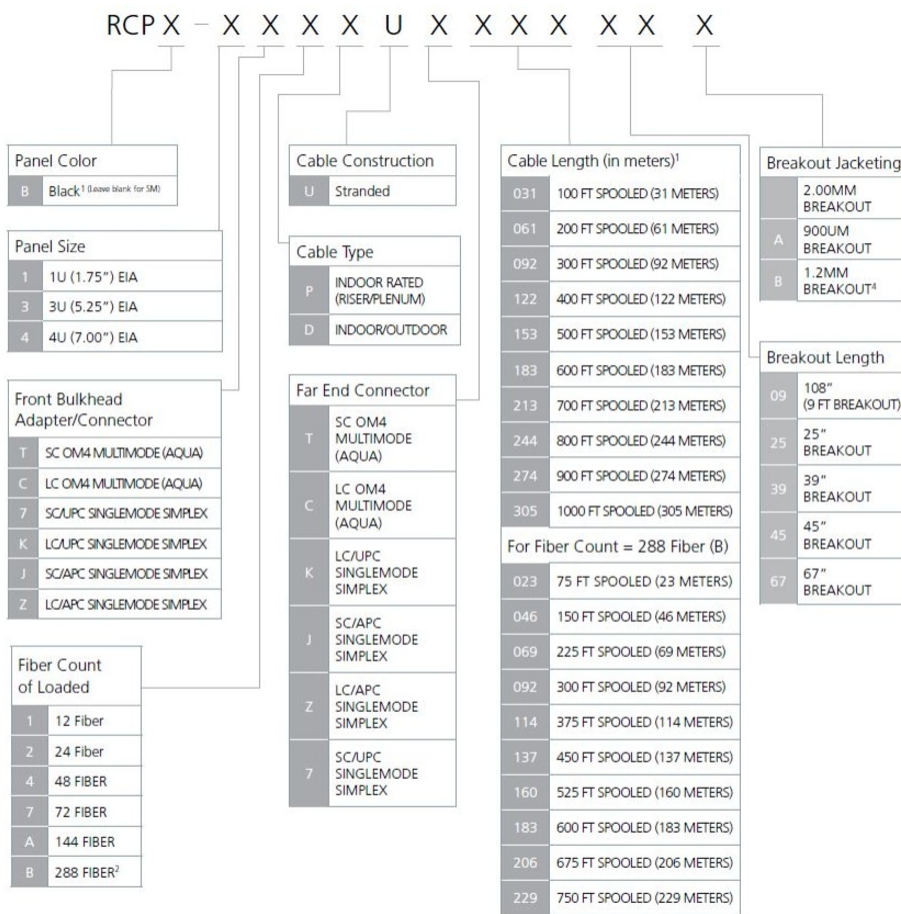 RCP X – X X X X U X X X X X X X
Panel Color
B Black¹ (Leave blank for SM)
Panel Size
1 1U (1.75”) EIA
3 3U (5.25”) EIA
4 4U (7.00”) EIA
Front Bulkhead
Adapter/Connector
T SC OM4 MULTIMODE (AQUA)
C LC OM4 MULTIMODE (AQUA)
7 SC/UPC SINGLEMODE SIMPLEX
K LC/UPC SINGLEMODE SIMPLEX
J SC/APC SINGLEMODE SIMPLEX
Z LC/APC SINGLEMODE SIMPLEX
Fiber Count
of Loaded
1 12 Fiber
2 24 Fiber
4 48 FIBER
7 72 FIBER
A 144 FIBER
B 288 FIBER²
Cable Construction
U Stranded
Cable Type
P INDOOR RATED
(RISER/PLENUM)
D INDOOR/OUTDOOR
Far End Connector
T SC OM4
MULTIMODE
(AQUA)
C LC OM4
MULTIMODE
(AQUA)
K LC/UPC
SINGLEMODE
SIMPLEX
J SC/APC
SINGLEMODE
SIMPLEX
Z LC/APC
SINGLEMODE
SIMPLEX
7 SC/UPC
SINGLEMODE
SIMPLEX
Cable Length (in meters)¹
031 100 FT SPOOLED (31 METERS)
061 200 FT SPOOLED (61 METERS)
092 300 FT SPOOLED (92 METERS)
122 400 FT SPOOLED (122 METERS)
153 500 FT SPOOLED (153 METERS)
183 600 FT SPOOLED (183 METERS)
213 700 FT SPOOLED (213 METERS)
244 800 FT SPOOLED (244 METERS)
274 900 FT SPOOLED (274 METERS)
305 1000 FT SPOOLED (305 METERS)
For Fiber Count = 288 Fiber (B)
023 75 FT SPOOLED (23 METERS)
046 150 FT SPOOLED (46 METERS)
069 225 FT SPOOLED (69 METERS)
092 300 FT SPOOLED (92 METERS)
114 375 FT SPOOLED (114 METERS)
137 450 FT SPOOLED (137 METERS)
160 525 FT SPOOLED (160 METERS)
183 600 FT SPOOLED (183 METERS)
206 675 FT SPOOLED (206 METERS)
229 750 FT SPOOLED (229 METERS)
Breakout Jacketing
2.00MM
BREAKOUT
A 900UM
BREAKOUT
B 1.2MM
BREAKOUT⁴
Breakout Length
09 108”
(9 FT BREAKOUT)
25 25”
BREAKOUT
39 39”
BREAKOUT
45 45”
BREAKOUT
67 67”
BREAKOUT